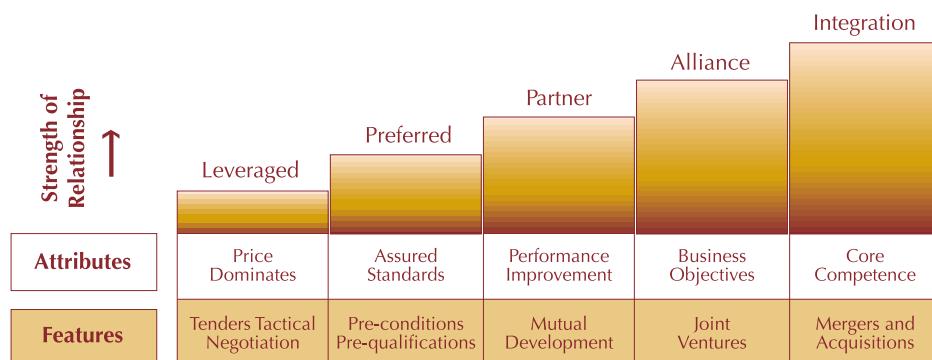 Integration
Alliance
Partner
Preferred
Leveraged
Strength of
Relationship
Attributes
Price
Dominates
Assured
Standards
Performance
Improvement
Business
Objectives
Core
Competence
Features
Tenders Tactical
Negotiation
Pre-conditions
Pre-qualifications
Mutual
Development
Joint
Ventures
Mergers and
Acquisitions